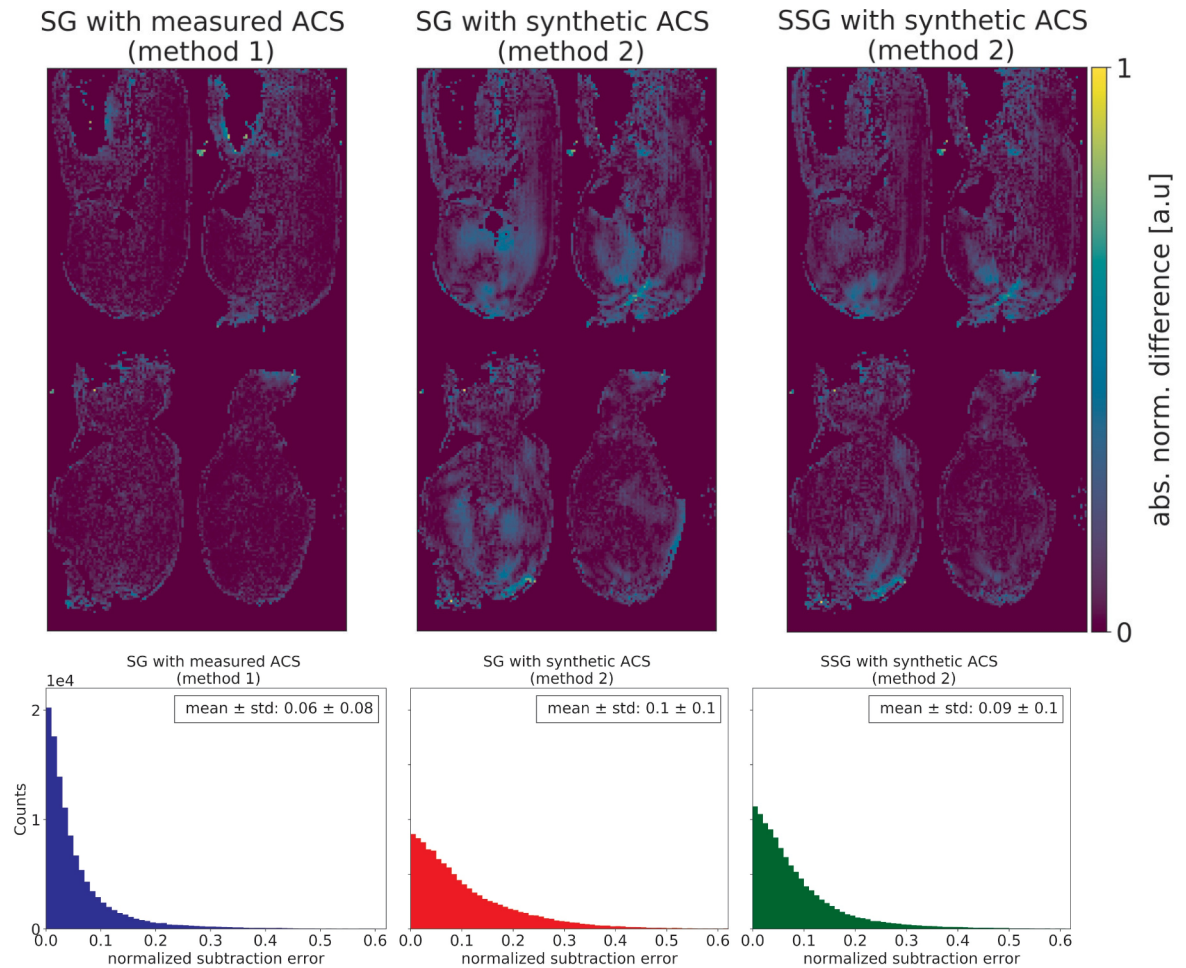 SG with measured ACS
(method 1)
SG with synthetic ACS
(method 2)
SSG with synthetic ACS
(method 2)
1
abs. norm. difference [a.u]
0
SG with measured ACS
(method 1)
1e4
mean ± std: 0.06 ± 0.08
2
1
0
Counts
0.0 0.1 0.2 0.3 0.4 0.5 0.6
normalized subtraction error
SG with synthetic ACS
(method 2)
mean ± std: 0.1 ± 0.1
0.0 0.1 0.2 0.3 0.4 0.5 0.6
normalized subtraction error
SSG with synthetic ACS
(method 2)
mean ± std: 0.09 ± 0.1
0.0 0.1 0.2 0.3 0.4 0.5 0.6
normalized subtraction error